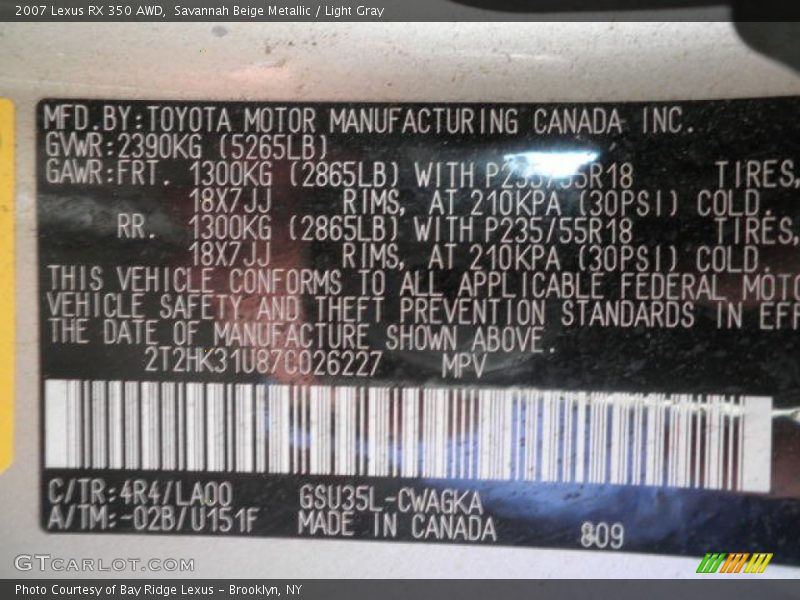 2007 Lexus RX 350 AWD, Savannah Beige Metallic / Light Gray
MFD.BY:TOYOTA MOTOR MANUFACTURING CANADA INC.
GVWR:2390KG (5265LB)
GAWR:FRT. 1300KG (2865LB) WITH P235/55R18 TIRES,
18X7JJ RIMS, AT 210KPA (30PSI) COLD.
RR. 1300KG (2865LB) WITH P235/55R18 TIRES,
18X7JJ RIMS, AT 210KPA (30PSI) COLD.
THIS VEHICLE CONFORMS TO ALL APPLICABLE FEDERAL MOTO
VEHICLE SAFETY AND THEFT PREVENTION STANDARDS IN EFF
THE DATE OF MANUFACTURE SHOWN ABOVE.
2T2HK31U87C026227 MPV
C/TR:4R4/LA00 GSU35L-CWAGKA
A/TM:-02B/U151F MADE IN CANADA 809
GTCARLOT.COM
Photo Courtesy of Bay Ridge Lexus - Brooklyn, NY